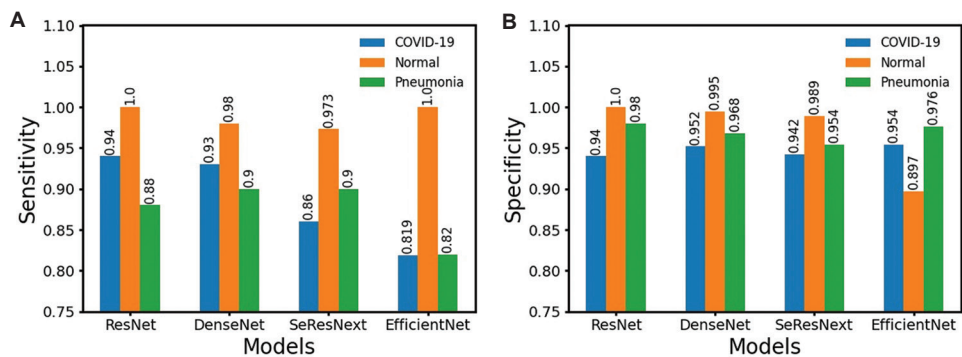 A
Sensitivity
1.10
1.05
1.00
0.95
0.90
0.85
0.80
0.75
COVID-19
Normal
Pneumonia
0.94
1.0
0.88
0.93
0.98
0.9
0.86
0.973
0.9
0.819
1.0
0.82
ResNet DenseNet SeResNext EfficientNet
Models
B
Specificity
1.10
1.05
1.00
0.95
0.90
0.85
0.80
0.75
COVID-19
Normal
Pneumonia
0.94
1.0
0.98
0.952
0.995
0.968
0.942
0.989
0.954
0.954
0.897
0.976
ResNet DenseNet SeResNext EfficientNet
Models